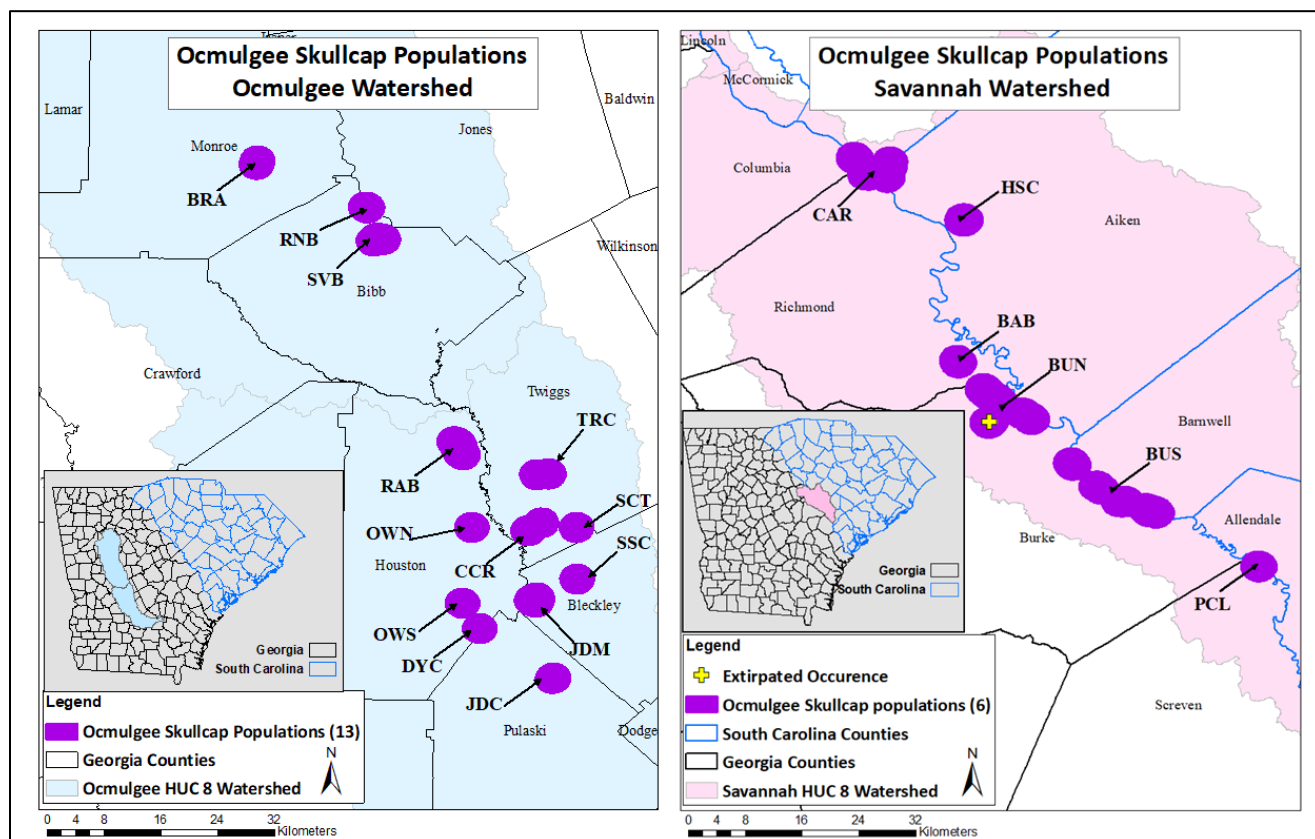 Ocmulgee Skullcap Populations
Ocmulgee Watershed
Lamar
Monroe
Jones
Baldwin
BRA
RNB
SVB
Bibb
Wilkinson
Crawford
Twiggs
TRC
RAB
SCT
OWN
CCR
SSC
Houston
Bleckley
OWS
DYC
JDM
JDC
Pulaski
Dodge
Georgia
South Carolina
Legend
Ocmulgee Skullcap Populations (13)
Georgia Counties
Ocmulgee HUC 8 Watershed
N
0 4 8 16 24 32
Kilometers
Ocmulgee Skullcap Populations
Savannah Watershed
Lincoln
McCormick
Columbia
CAR
HSC
Aiken
Richmond
BAB
BUN
Barnwell
BUS
Allendale
Burke
PCL
Screven
Georgia
South Carolina
Legend
Extirpated Occurence
Ocmulgee Skullcap populations (6)
South Carolina Counties
Georgia Counties
Savannah HUC 8 Watershed
N
0 4 8 16 24 32
Kilometers